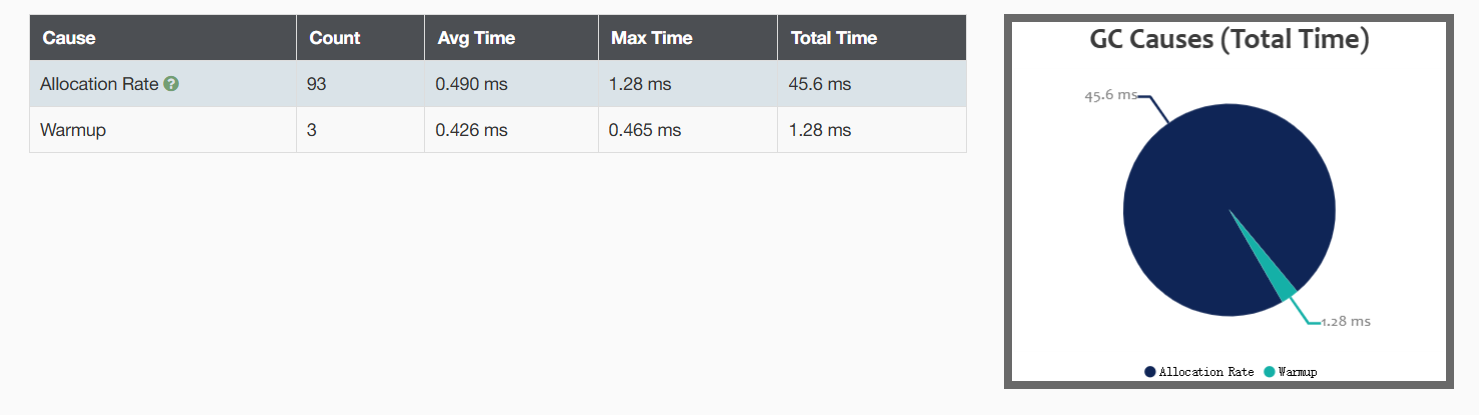 Cause Count Avg Time Max Time Total Time
Allocation Rate ? 93 0.490 ms 1.28 ms 45.6 ms
Warmup 3 0.426 ms 0.465 ms 1.28 ms
GC Causes (Total Time)
45.6 ms
1.28 ms
Allocation Rate Warmup